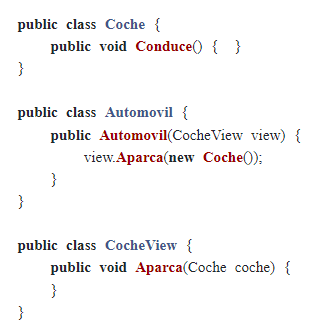 public class Coche {
public void Conduce() { }
}
public class Automovil {
public Automovil(CocheView view) {
view.Aparca(new Coche());
}
}
public class CocheView {
public void Aparca(Coche coche) {
}
}